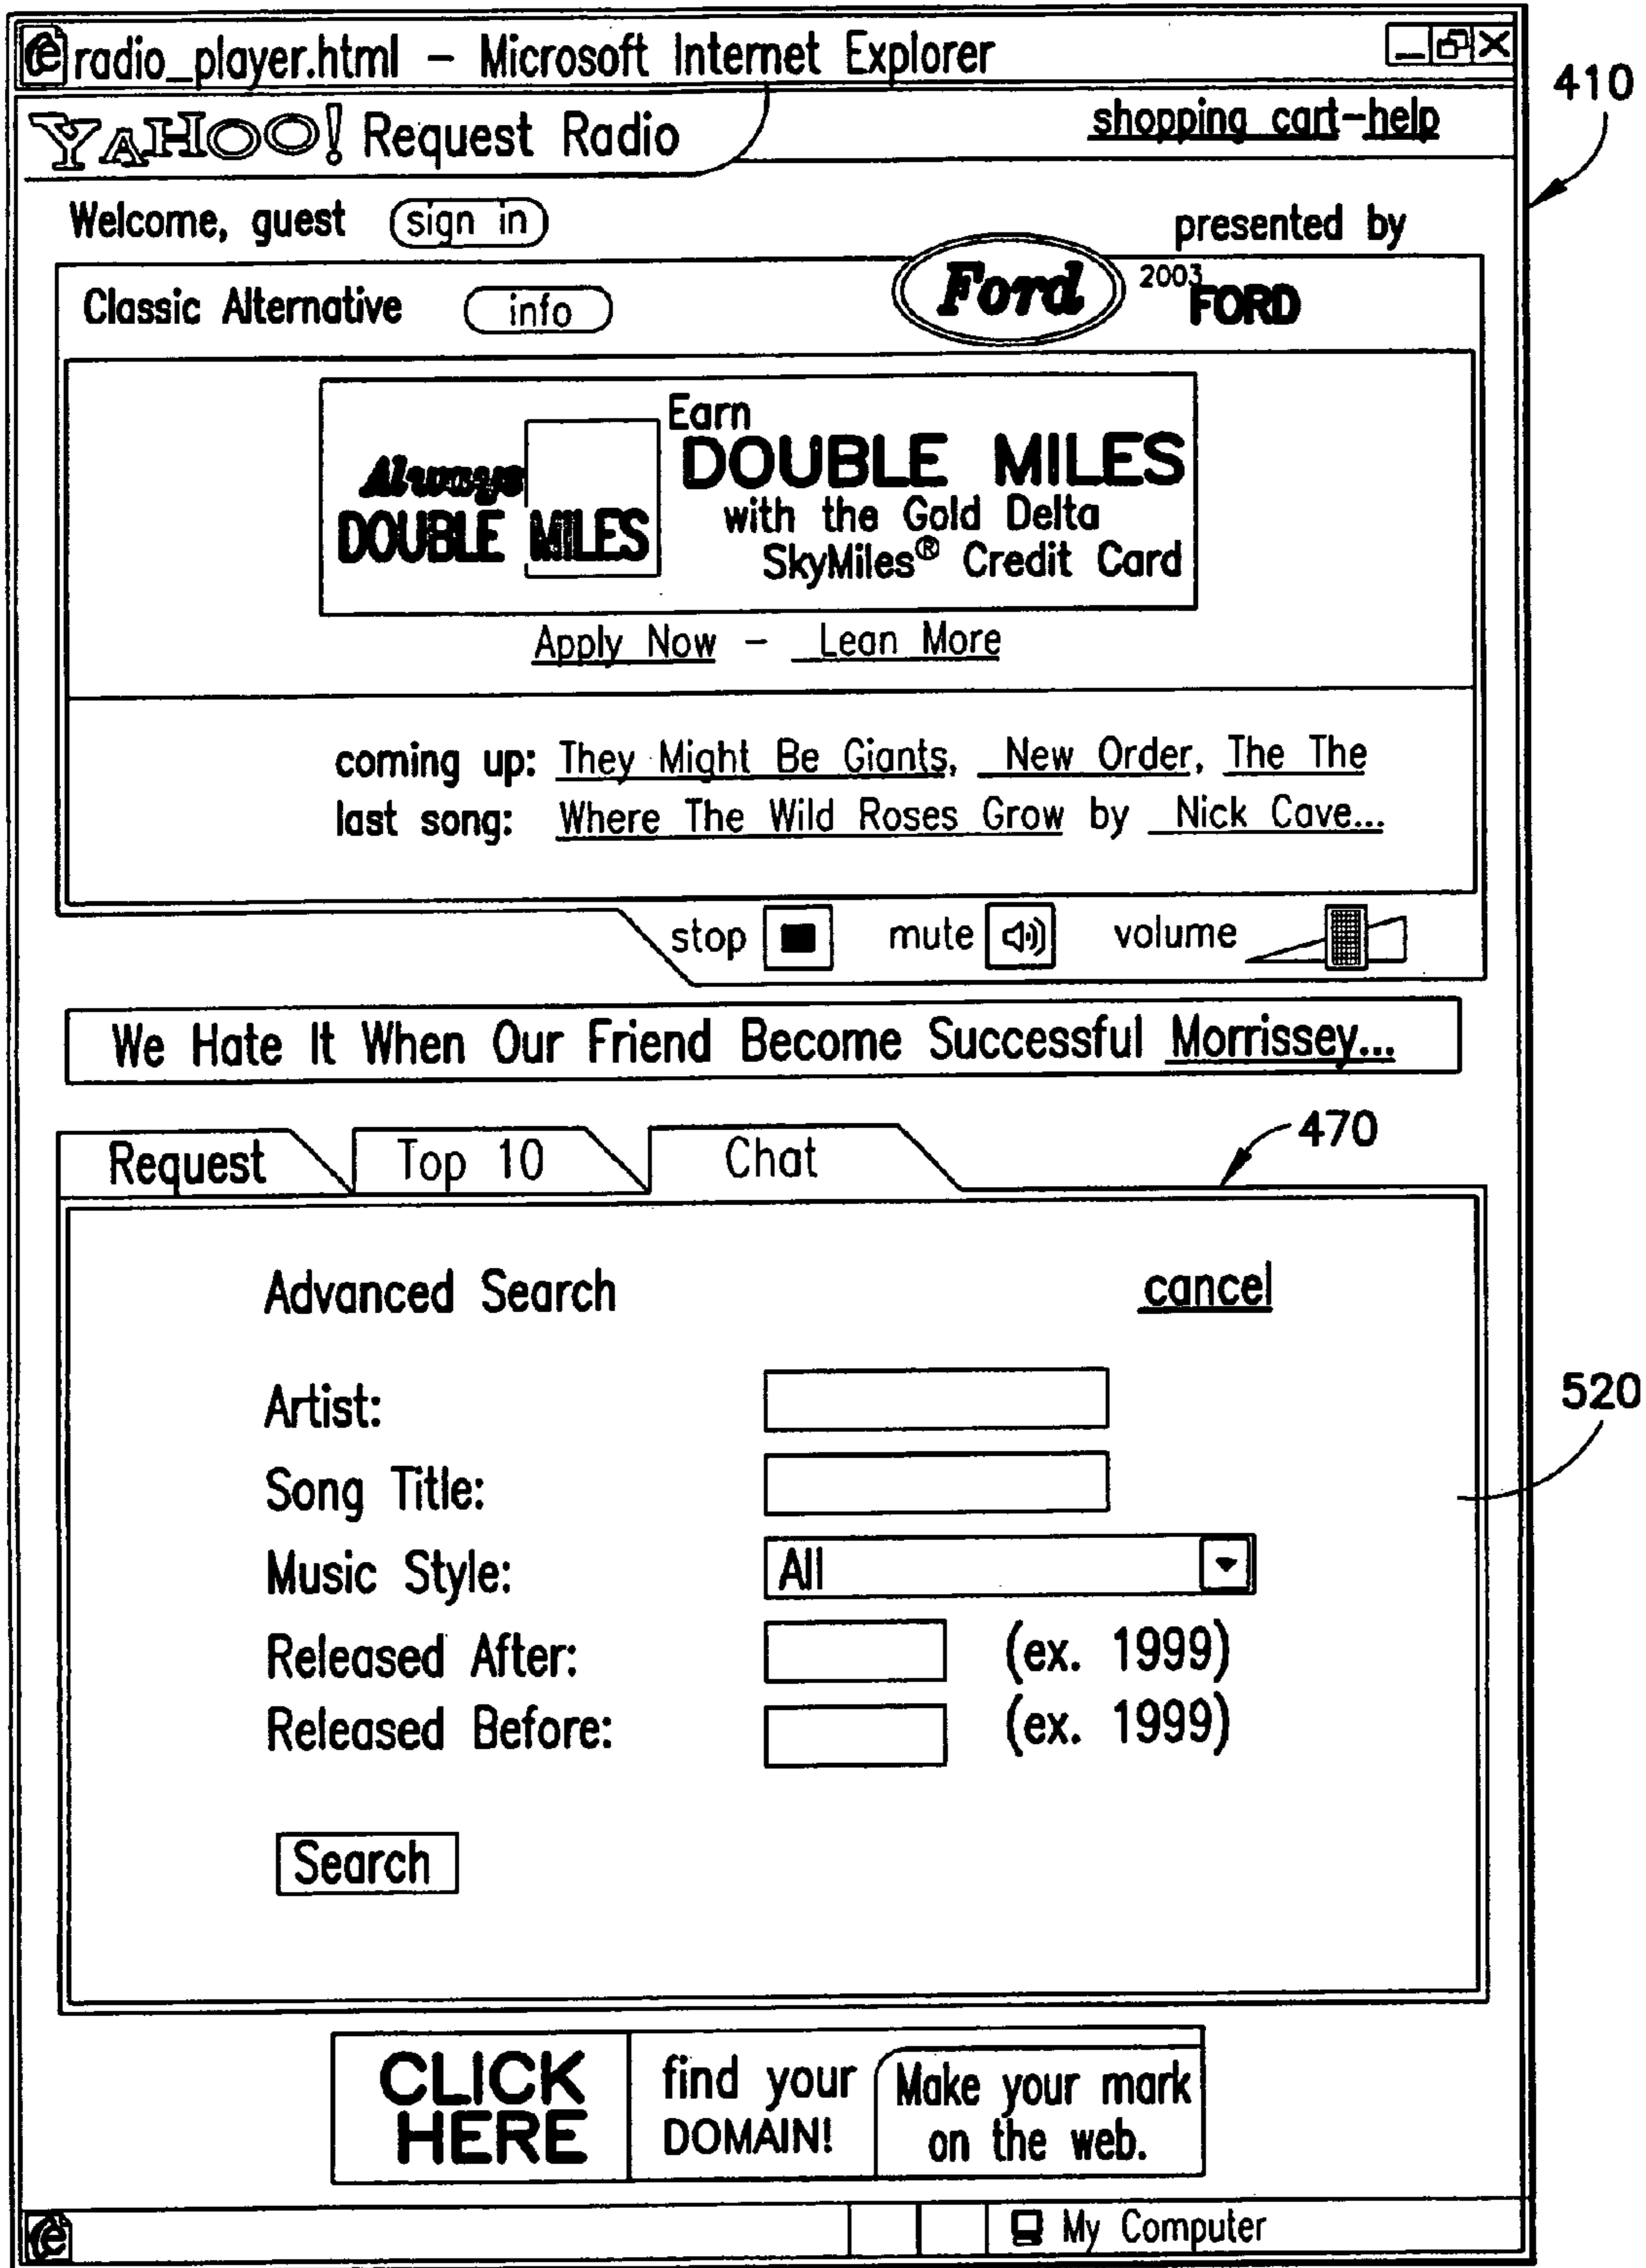 radio_player.html – Microsoft Internet Explorer
410
YAHOO! Request Radio
shopping cart-help
Welcome, guest sign in
presented by
Classic Alternative info
Ford 2003 FORD
Always
DOUBLE MILES
Earn
DOUBLE MILES
with the Gold Delta
SkyMiles® Credit Card
Apply Now – Lean More
coming up: They Might Be Giants, New Order, The The
last song: Where The Wild Roses Grow by Nick Cave...
stop mute volume
We Hate It When Our Friend Become Successful Morrissey...
470
Request Top 10 Chat
Advanced Search cancel
Artist:
520
Song Title:
Music Style: All
Released After: (ex. 1999)
Released Before: (ex. 1999)
Search
CLICK
HERE
find your
DOMAIN!
Make your mark
on the web.
My Computer